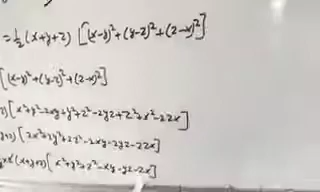 =½(x+y+z) [(x-y)²+(y-z)²+(z-x)²]
[(x-y)²+(y-z)²+(z-x)²]
z)[x²+y²-2xy+y²+z²-2yz+z²+x²-2zx]
y+z)[2x²+2y²+2z²-2xy-2yz-2zx]
(x+y+z)[x²+y²+z²-xy-yz-zx]